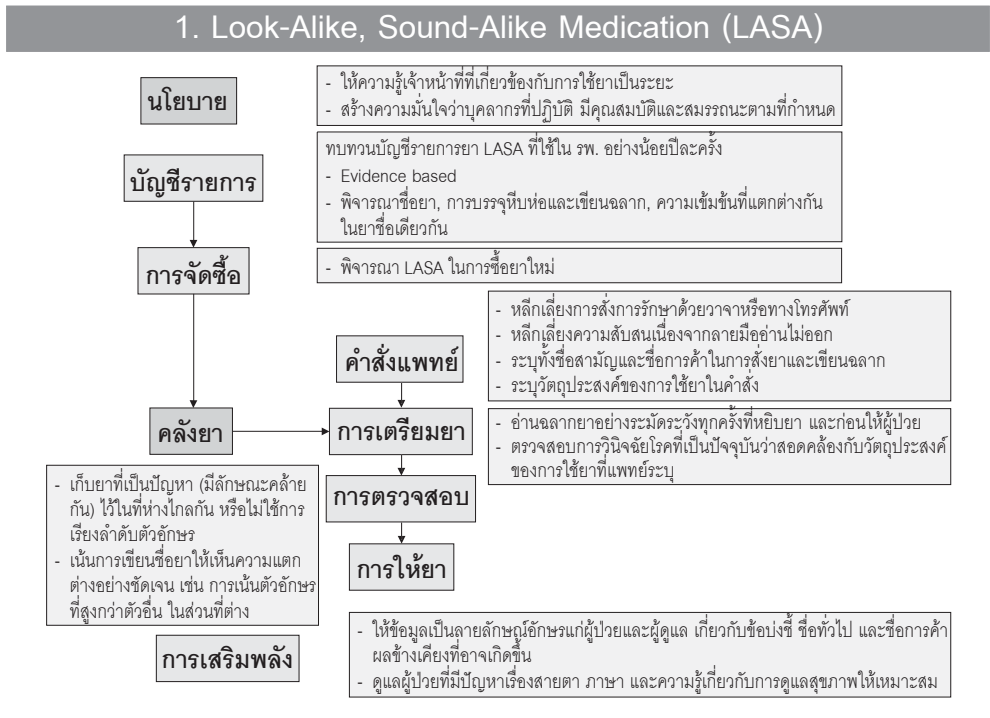 1. Look-Alike, Sound-Alike Medication (LASA)
นโยบาย
- ให้ความรู้เจ้าหน้าที่ที่เกี่ยวข้องกับการใช้ยาเป็นระยะ
- สร้างความมั่นใจว่าบุคลากรที่ปฏิบัติ มีคุณสมบัติและสมรรถนะตามที่กำหนด
บัญชีรายการ
ทบทวนบัญชีรายการยา LASA ที่ใช้ใน รพ. อย่างน้อยปีละครั้ง
- Evidence based
- พิจารณาชื่อยา, การบรรจุหีบห่อและเขียนฉลาก, ความเข้มข้นที่แตกต่างกัน
ในยาชื่อเดียวกัน
การจัดซื้อ
- พิจารณา LASA ในการซื้อยาใหม่
คำสั่งแพทย์
- หลีกเลี่ยงการสั่งการรักษาด้วยวาจาหรือทางโทรศัพท์
- หลีกเลี่ยงความสับสนเนื่องจากลายมืออ่านไม่ออก
- ระบุทั้งชื่อสามัญและชื่อการค้าในการสั่งยาและเขียนฉลาก
- ระบุวัตถุประสงค์ของการใช้ยาในคำสั่ง
คลังยา
การเตรียมยา
- อ่านฉลากยาอย่างระมัดระวังทุกครั้งที่หยิบยา และก่อนให้ผู้ป่วย
- ตรวจสอบการวินิจฉัยโรคที่เป็นปัจจุบันว่าสอดคล้องกับวัตถุประสงค์
ของการใช้ยาที่แพทย์ระบุ
- เก็บยาที่เป็นปัญหา (มีลักษณะคล้าย
กัน) ไว้ในที่ห่างไกลกัน หรือไม่ใช้การ
เรียงลำดับตัวอักษร
- เน้นการเขียนชื่อยาให้เห็นความแตก
ต่างอย่างชัดเจน เช่น การเน้นตัวอักษร
ที่สูงกว่าตัวอื่น ในส่วนที่ต่าง
การตรวจสอบ
การให้ยา
การเสริมพลัง
- ให้ข้อมูลเป็นลายลักษณ์อักษรแก่ผู้ป่วยและผู้ดูแล เกี่ยวกับข้อบ่งชี้ ชื่อทั่วไป และชื่อการค้า
ผลข้างเคียงที่อาจเกิดขึ้น
- ดูแลผู้ป่วยที่มีปัญหาเรื่องสายตา ภาษา และความรู้เกี่ยวกับการดูแลสุขภาพให้เหมาะสม